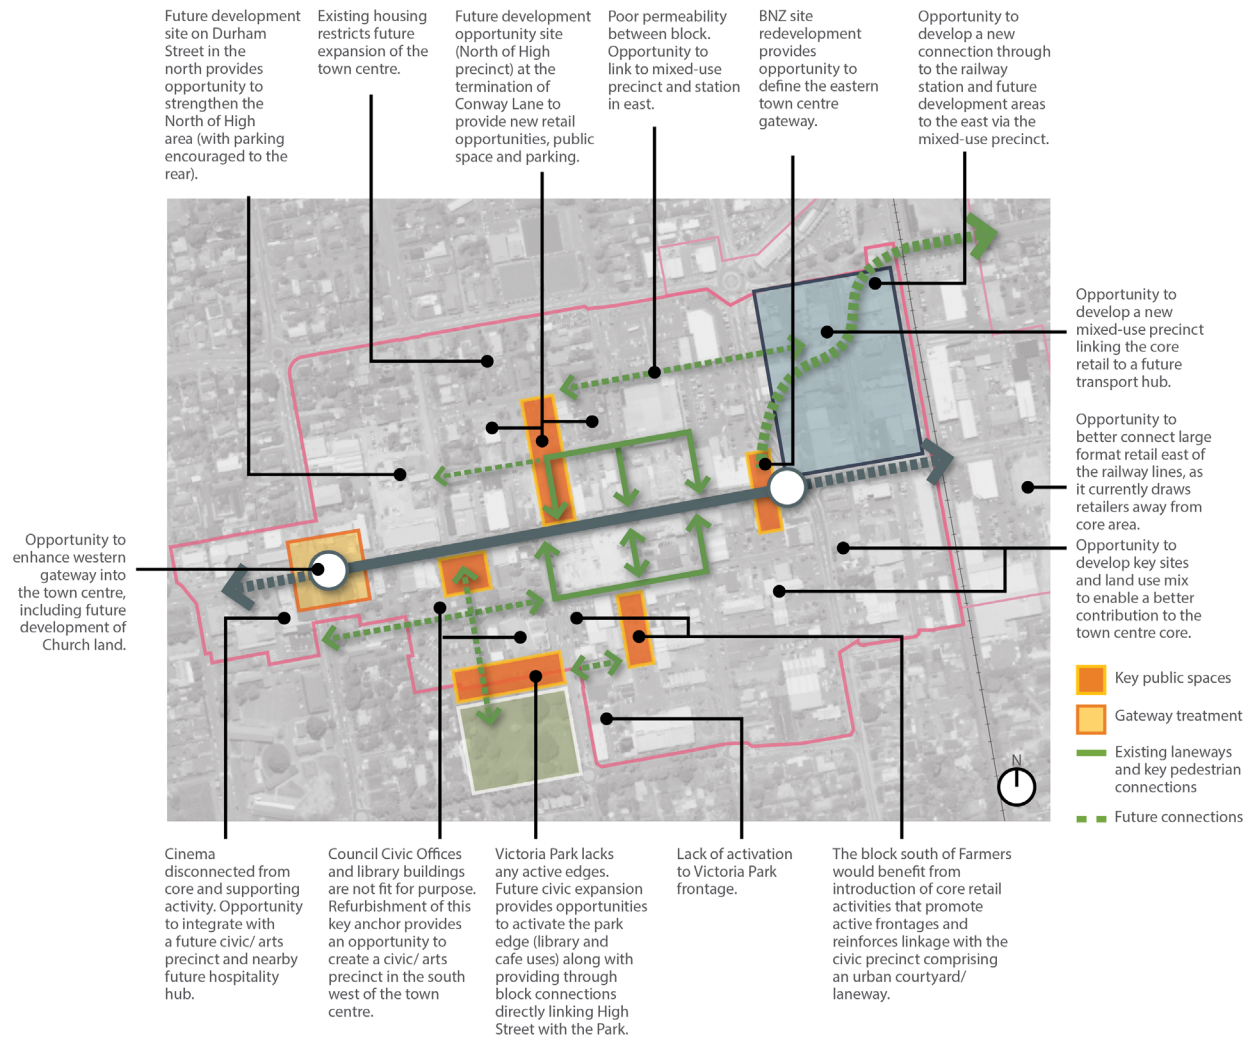 Future development
site on Durham
Street in the
north provides
opportunity to
strengthen the
North of High
area (with parking
encouraged to the
rear).
Existing housing
restricts future
expansion of the
town centre.
Future development
opportunity site
(North of High
precinct) at the
termination of
Conway Lane to
provide new retail
opportunities, public
space and parking.
Poor permeability
between block.
Opportunity to
link to mixed-use
precinct and station
in east.
BNZ site
redevelopment
provides
opportunity to
define the eastern
town centre
gateway.
Opportunity to
develop a new
connection through
to the railway
station and future
development areas
to the east via the
mixed-use precinct.
Opportunity to
develop a new
mixed-use precinct
linking the core
retail to a future
transport hub.
Opportunity to
better connect large
format retail east of
the railway lines, as
it currently draws
retailers away from
core area.
Opportunity to
develop key sites
and land use mix
to enable a better
contribution to the
town centre core.
Opportunity to
enhance western
gateway into
the town centre,
including future
development of
Church land.
Key public spaces
Gateway treatment
Existing laneways
and key pedestrian
connections
Future connections
N
Cinema
disconnected from
core and supporting
activity. Opportunity
to integrate with
a future civic/ arts
precinct and nearby
future hospitality
hub.
Council Civic Offices
and library buildings
are not fit for purpose.
Refurbishment of this
key anchor provides
an opportunity to
create a civic/ arts
precinct in the south
west of the town
centre.
Victoria Park lacks
any active edges.
Future civic expansion
provides opportunities
to activate the park
edge (library and
cafe uses) along with
providing through
block connections
directly linking High
Street with the Park.
Lack of activation
to Victoria Park
frontage.
The block south of Farmers
would benefit from
introduction of core retail
activities that promote
active frontages and
reinforces linkage with the
civic precinct comprising
an urban courtyard/
laneway.